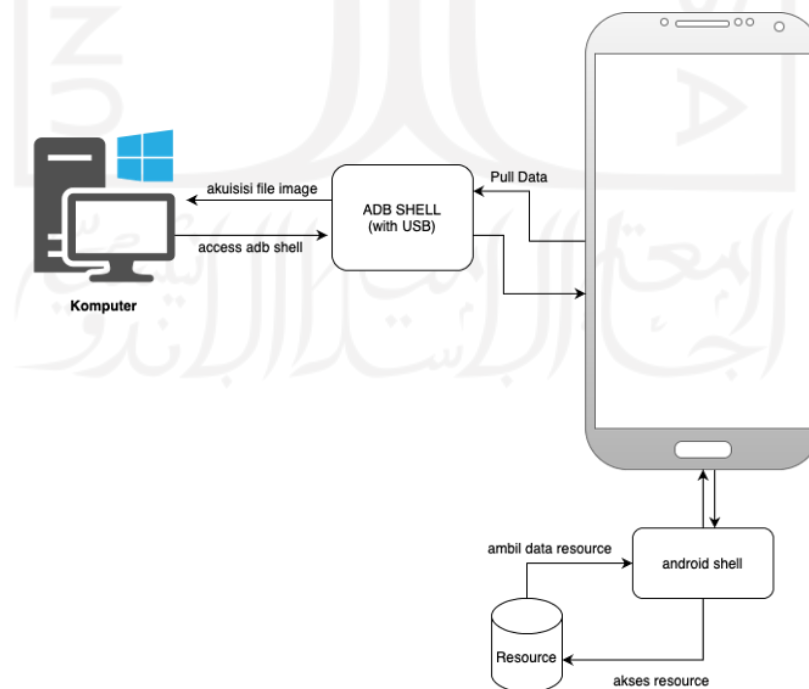 akuisisi file image
ADB SHELL
(with USB)
Pull Data
access adb shell
Komputer
ambil data resource
android shell
Resource
akses resource